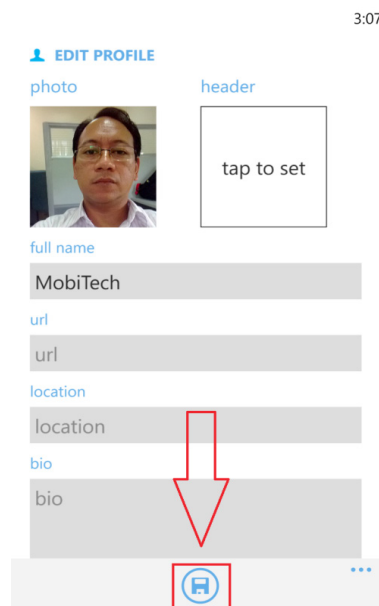 3:07
EDIT PROFILE
photo header
tap to set
full name
MobiTech
url
url
location
location
bio
bio